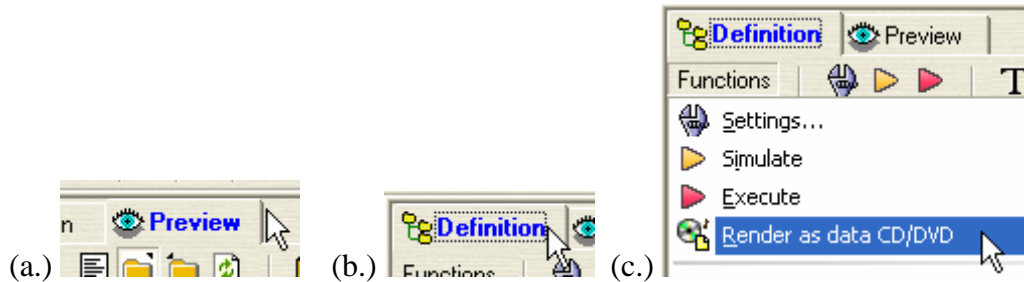 (a.)
n Preview
(b.)
Definition
Functions
(c.)
Definition Preview
Functions T
Settings...
Simulate
Execute
Render as data CD/DVD